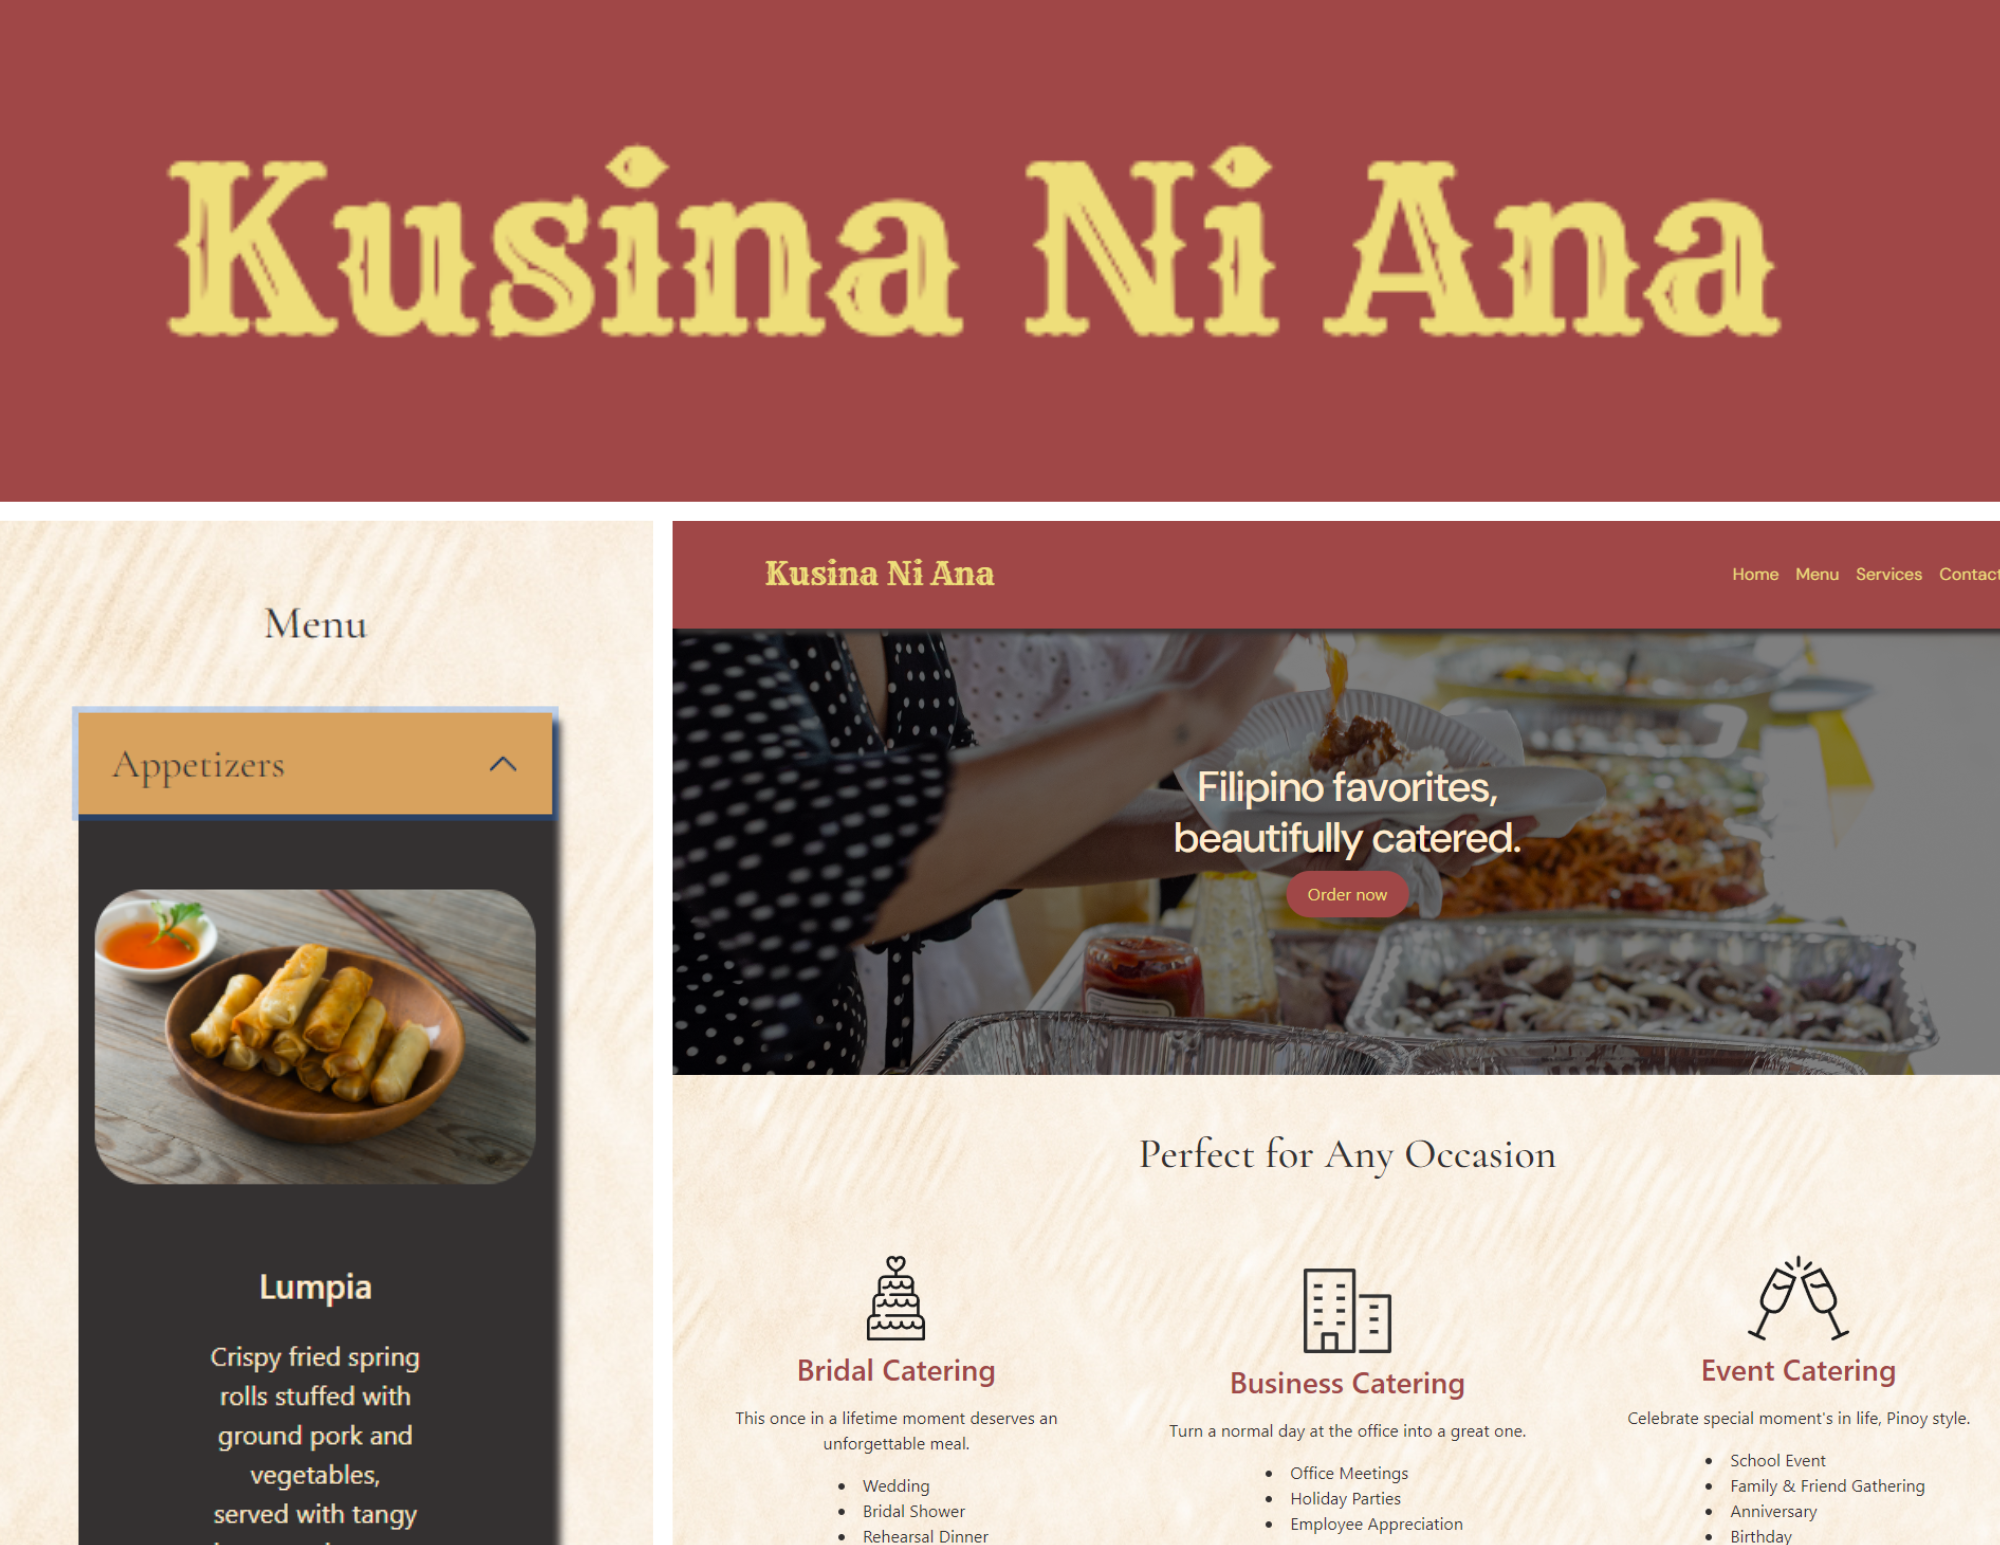 Kusina Ni Ana
Menu
Appetizers
Lumpia
Crispy fried spring
rolls stuffed with
ground pork and
vegetables,
served with tangy
Kusina Ni Ana
Home Menu Services Contact
Filipino favorites,
beautifully catered.
Order now
Perfect for Any Occasion
Bridal Catering
This once in a lifetime moment deserves an
unforgettable meal.
Wedding
Bridal Shower
Rehearsal Dinner
Business Catering
Turn a normal day at the office into a great one.
Office Meetings
Holiday Parties
Employee Appreciation
Event Catering
Celebrate special moment's in life, Pinoy style.
School Event
Family & Friend Gathering
Anniversary
Birthday